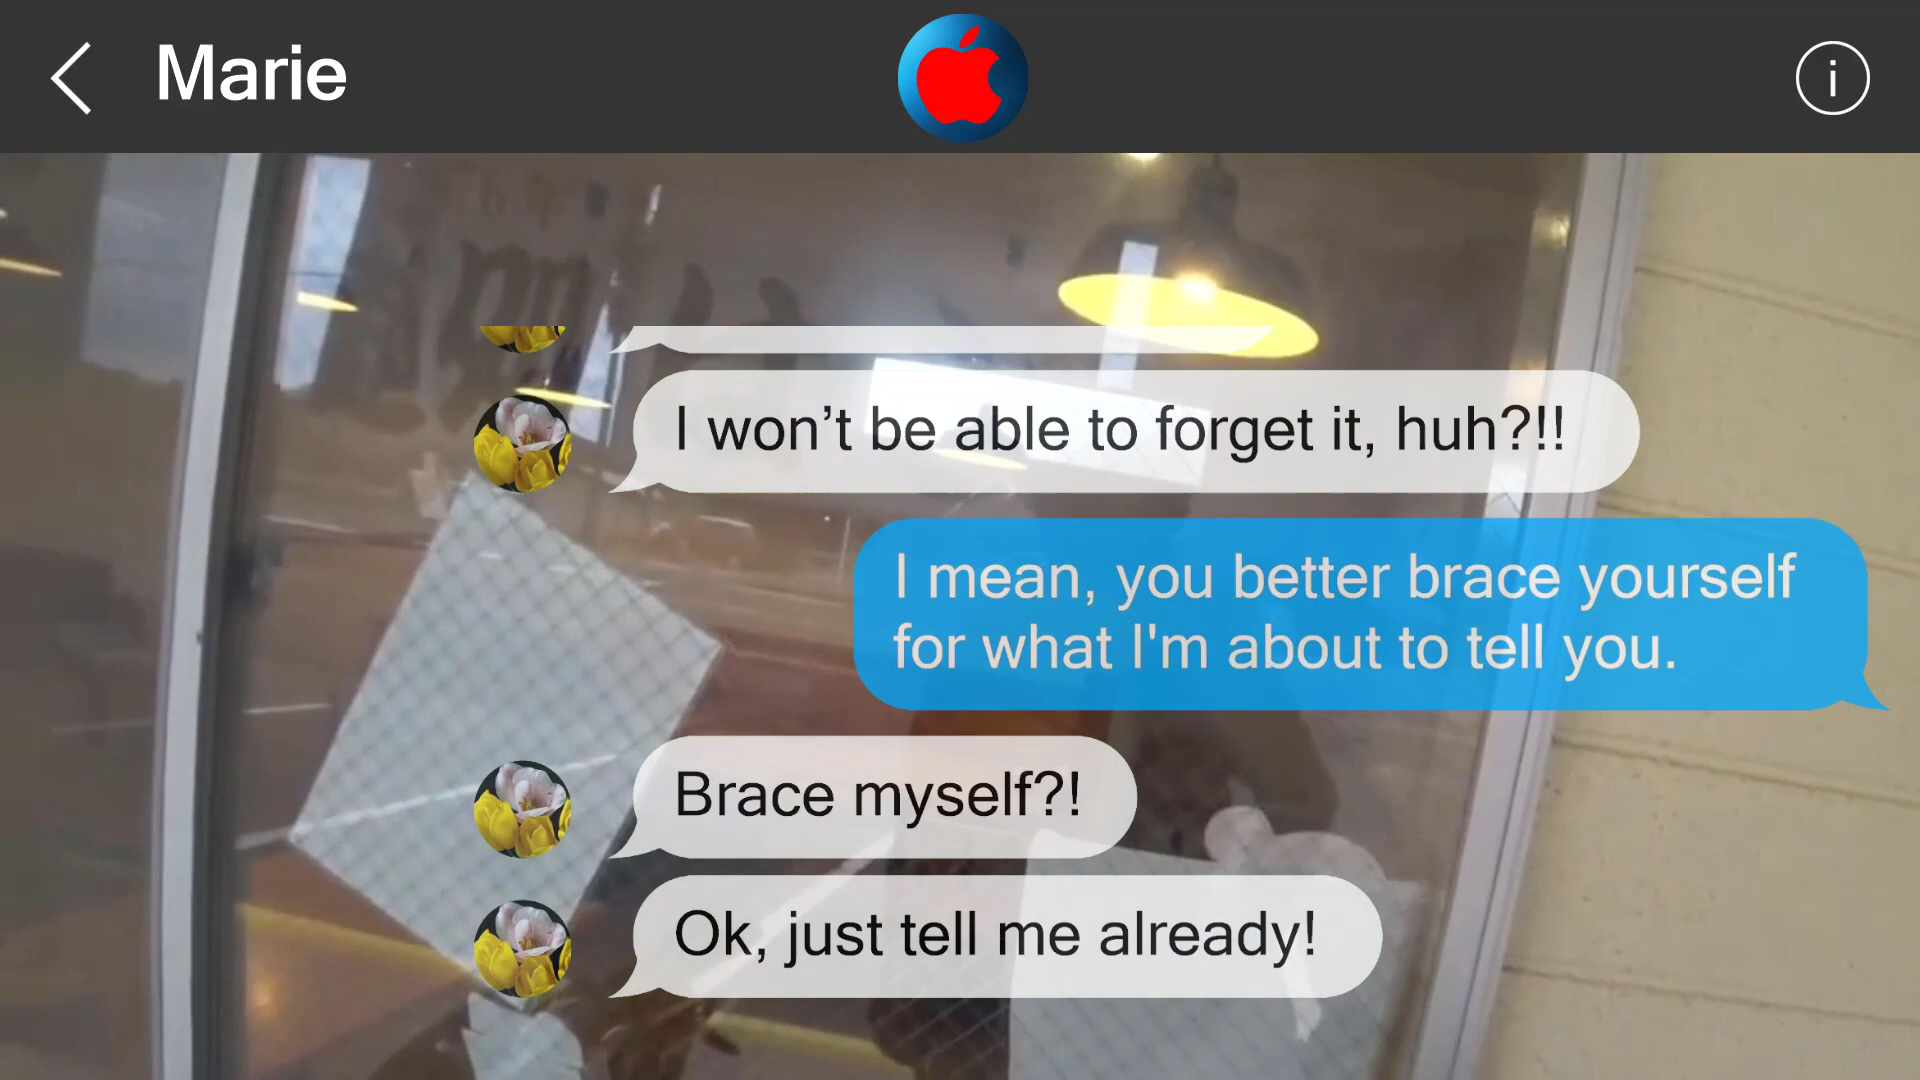 Marie
I won’t be able to forget it, huh?!!
I mean, you better brace yourself
for what I'm about to tell you.
Brace myself?!
Ok, just tell me already!